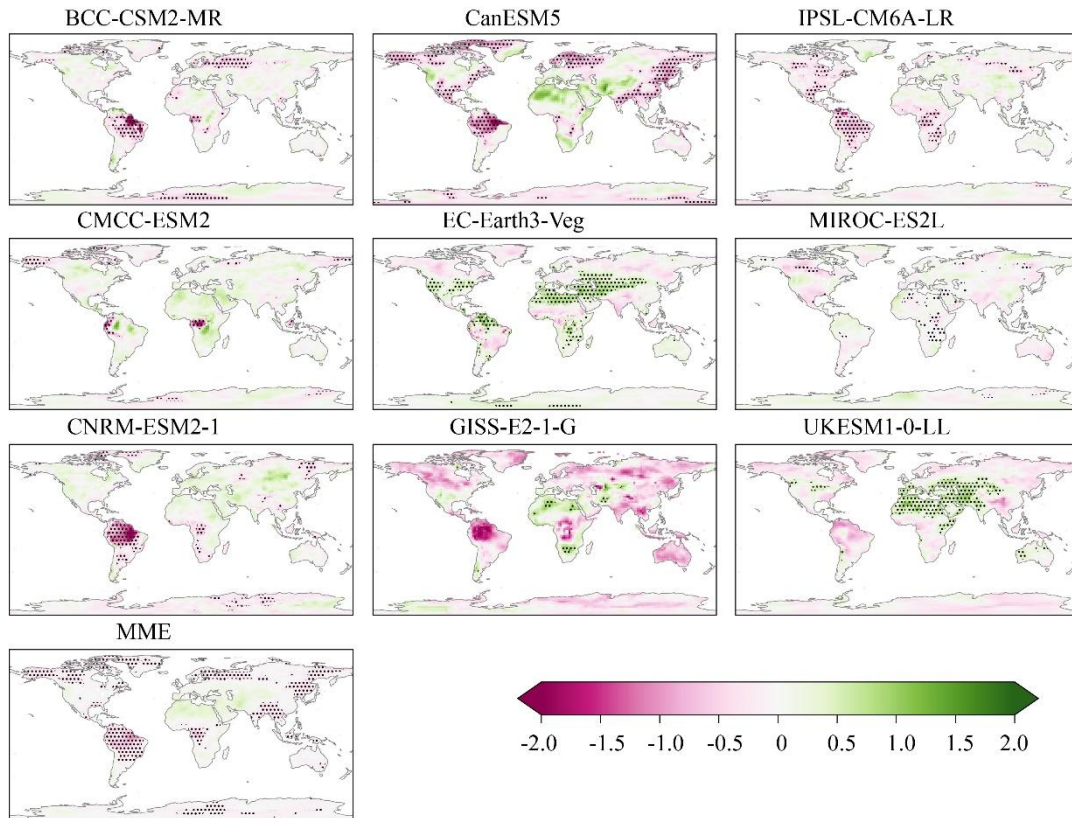 BCC-CSM2-MR
CanESM5
IPSL-CM6A-LR
CMCC-ESM2
EC-Earth3-Veg
MIROC-ES2L
CNRM-ESM2-1
GISS-E2-1-G
UKESM1-0-LL
MME
-2.0 -1.5 -1.0 -0.5 0 0.5 1.0 1.5 2.0